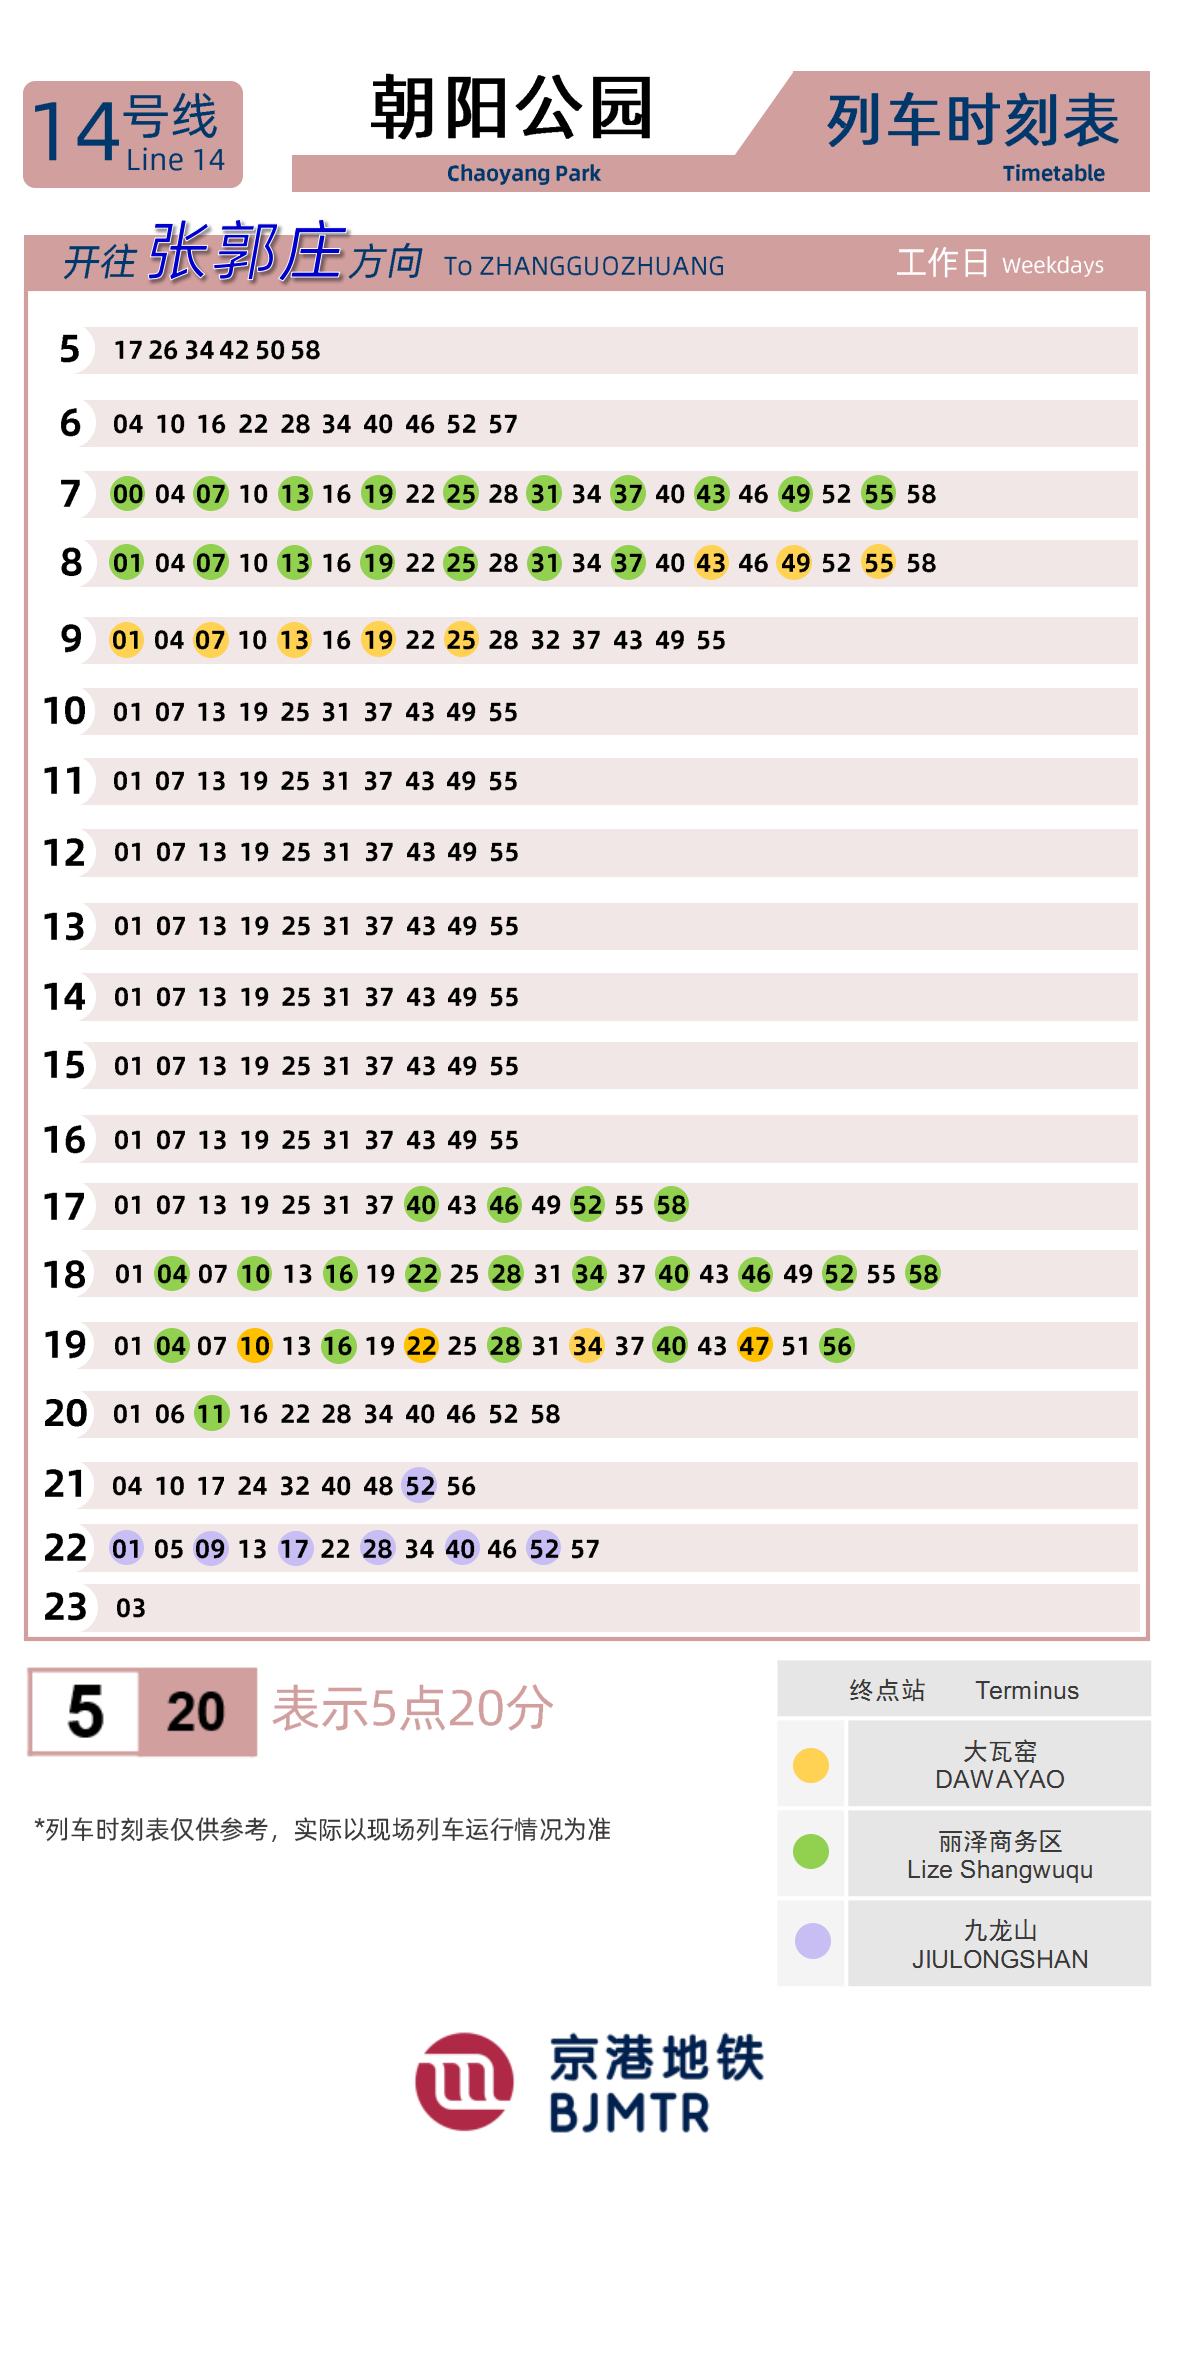 14号线
Line 14
朝阳公园
Chaoyang Park
列车时刻表
Timetable
开往 张郭庄 方向 To ZHANGGUOZHUANG 工作日 Weekdays
5 17 26 34 42 50 58
6 04 10 16 22 28 34 40 46 52 57
7 00 04 07 10 13 16 19 22 25 28 31 34 37 40 43 46 49 52 55 58
8 01 04 07 10 13 16 19 22 25 28 31 34 37 40 43 46 49 52 55 58
9 01 04 07 10 13 16 19 22 25 28 32 37 43 49 55
10 01 07 13 19 25 31 37 43 49 55
11 01 07 13 19 25 31 37 43 49 55
12 01 07 13 19 25 31 37 43 49 55
13 01 07 13 19 25 31 37 43 49 55
14 01 07 13 19 25 31 37 43 49 55
15 01 07 13 19 25 31 37 43 49 55
16 01 07 13 19 25 31 37 43 49 55
17 01 07 13 19 25 31 37 40 43 46 49 52 55 58
18 01 04 07 10 13 16 19 22 25 28 31 34 37 40 43 46 49 52 55 58
19 01 04 07 10 13 16 19 22 25 28 31 34 37 40 43 47 51 56
20 01 06 11 16 22 28 34 40 46 52 58
21 04 10 17 24 32 40 48 52 56
22 01 05 09 13 17 22 28 34 40 46 52 57
23 03
5 20 表示5点20分
*列车时刻表仅供参考，实际以现场列车运行情况为准
终点站 Terminus
大瓦窑
DAWAYAO
丽泽商务区
Lize Shangwuqu
九龙山
JIULONGSHAN
京港地铁
BJMTR